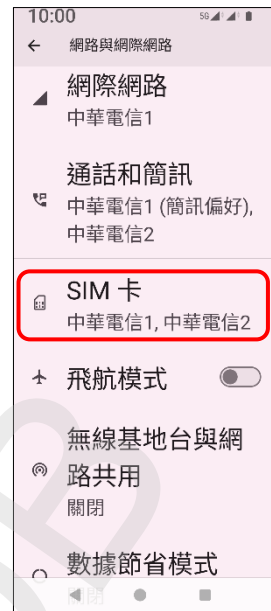 10:00
5G
網路與網際網路
網際網路
中華電信1
通話和簡訊
中華電信1 (簡訊偏好),
中華電信2
SIM 卡
中華電信1, 中華電信2
飛航模式
無線基地台與網
路共用
關閉
數據節省模式